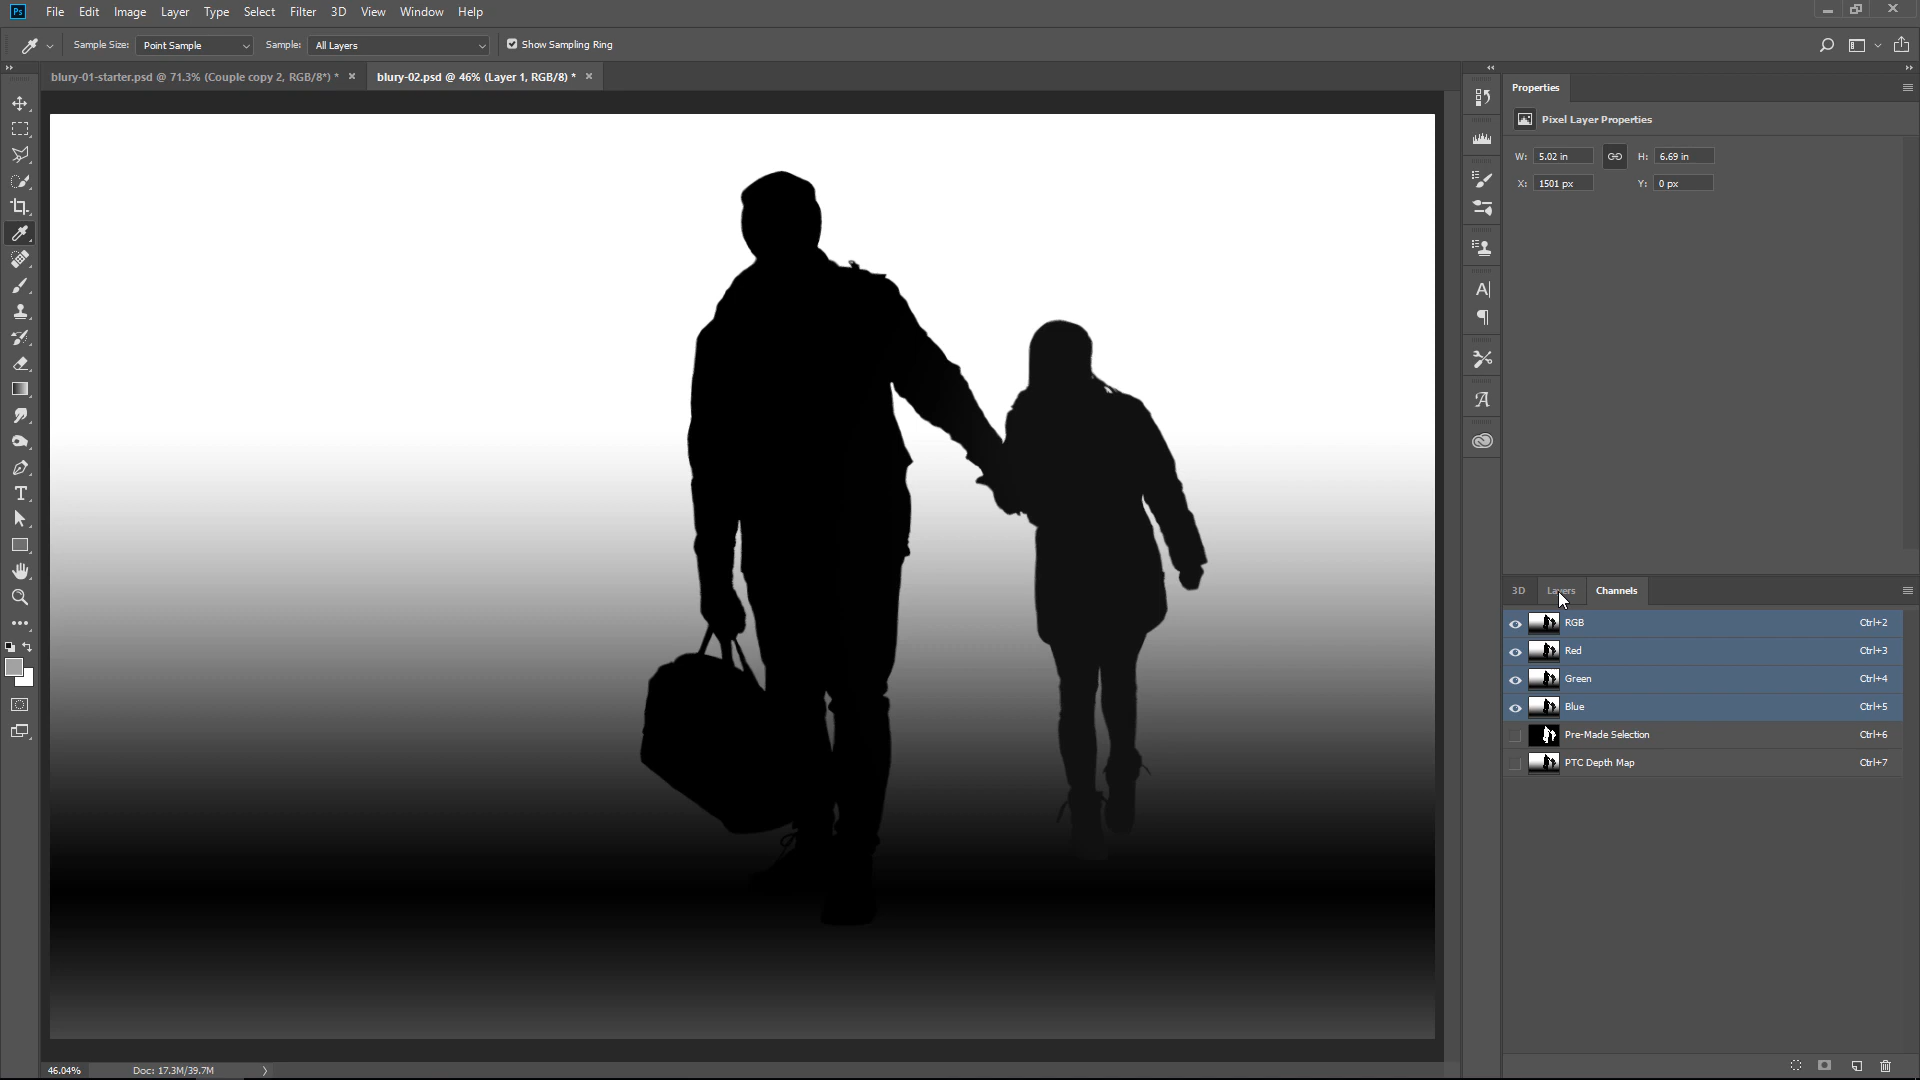 Ps File Edit Image Layer Type Select Filter 3D View Window Help
Sample Size: Point Sample Sample: All Layers Show Sampling Ring
blury-01-starter.psd @ 71.3% (Couple copy 2, RGB/8*) * × blury-02.psd @ 46% (Layer 1, RGB/8) * ×
Properties
Pixel Layer Properties
W: 5.02 in H: 6.69 in
X: 1501 px Y: 0 px
3D Layers Channels
RGB Ctrl+2
Red Ctrl+3
Green Ctrl+4
Blue Ctrl+5
Pre-Made Selection Ctrl+6
PTC Depth Map Ctrl+7
46.04% Doc: 17.3M/39.7M